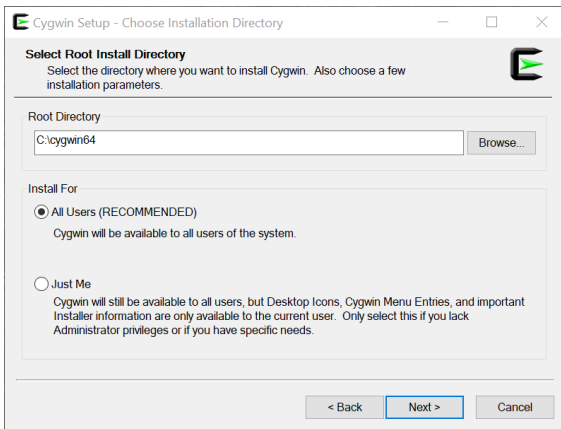 Cygwin Setup - Choose Installation Directory
Select Root Install Directory
Select the directory where you want to install Cygwin. Also choose a few
installation parameters.
Root Directory
C:\cygwin64
Browse...
Install For
All Users (RECOMMENDED)
Cygwin will be available to all users of the system.
Just Me
Cygwin will still be available to all users, but Desktop Icons, Cygwin Menu Entries, and important
Installer information are only available to the current user. Only select this if you lack
Administrator privileges or if you have specific needs.
< Back
Next >
Cancel